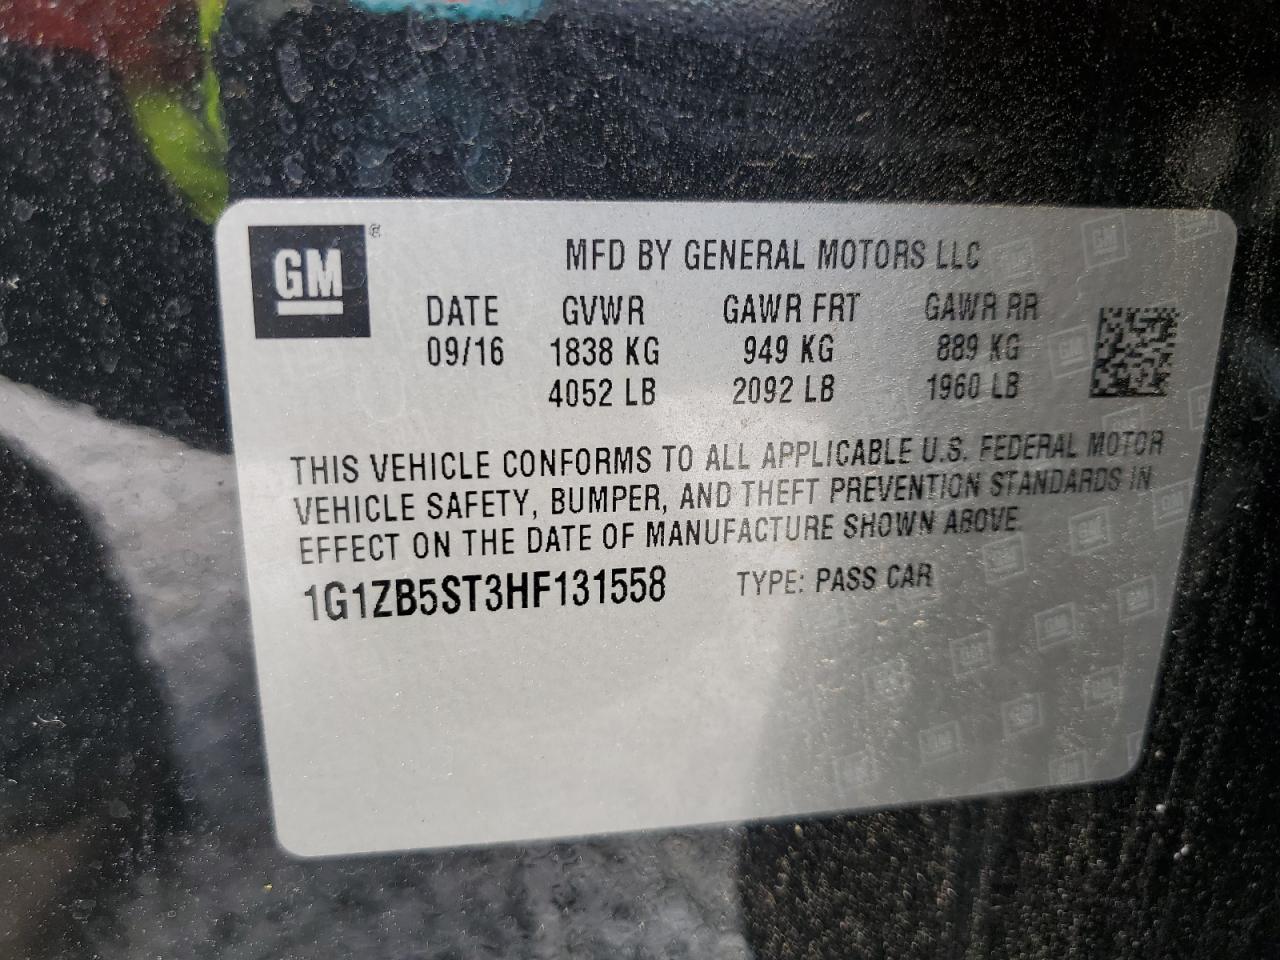 GM ®
MFD BY GENERAL MOTORS LLC
DATE GVWR GAWR FRT GAWR RR
09/16 1838 KG 949 KG 889 KG
4052 LB 2092 LB 1960 LB
THIS VEHICLE CONFORMS TO ALL APPLICABLE U.S. FEDERAL MOTOR
VEHICLE SAFETY, BUMPER, AND THEFT PREVENTION STANDARDS IN
EFFECT ON THE DATE OF MANUFACTURE SHOWN ABOVE.
1G1ZB5ST3HF131558 TYPE: PASS CAR